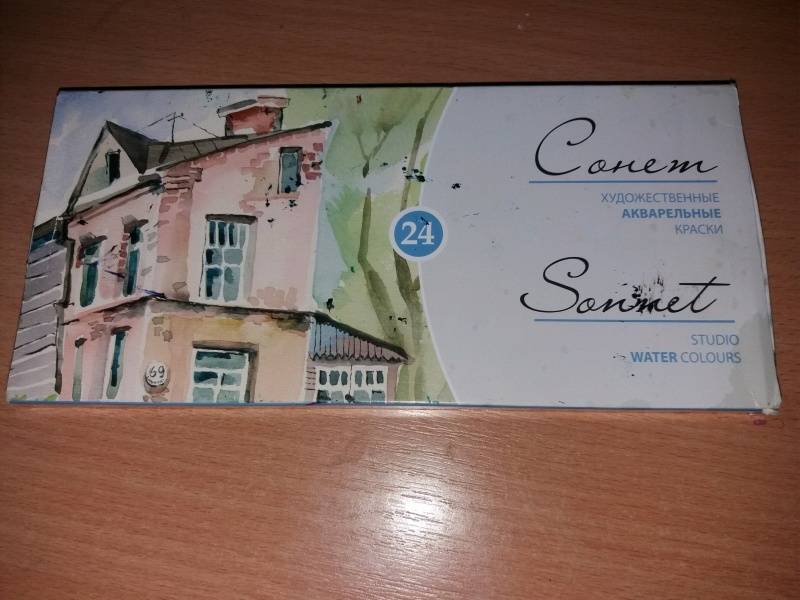 24
Сонет
ХУДОЖЕСТВЕННЫЕ
АКВАРЕЛЬНЫЕ
КРАСКИ
Sonnet
STUDIO
WATER COLOURS
69